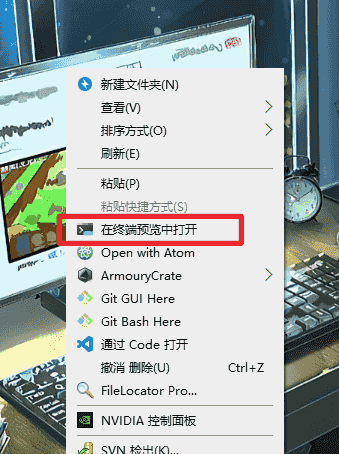 新建文件夹(N)
查看(V)
排序方式(O)
刷新(E)
粘贴(P)
粘贴快捷方式(S)
在终端预览中打开
Open with Atom
ArmouryCrate
Git GUI Here
Git Bash Here
通过 Code 打开
撤消 删除(U) Ctrl+Z
FileLocator Pro...
NVIDIA 控制面板
SVN 检出(K)...